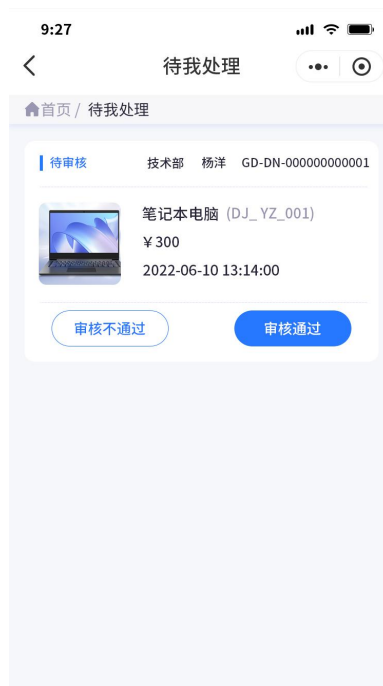 9:27
待我处理
首页 / 待我处理
待审核 技术部 杨洋 GD-DN-000000000001
笔记本电脑 (DJ_ YZ_001)
￥300
2022-06-10 13:14:00
审核不通过 审核通过